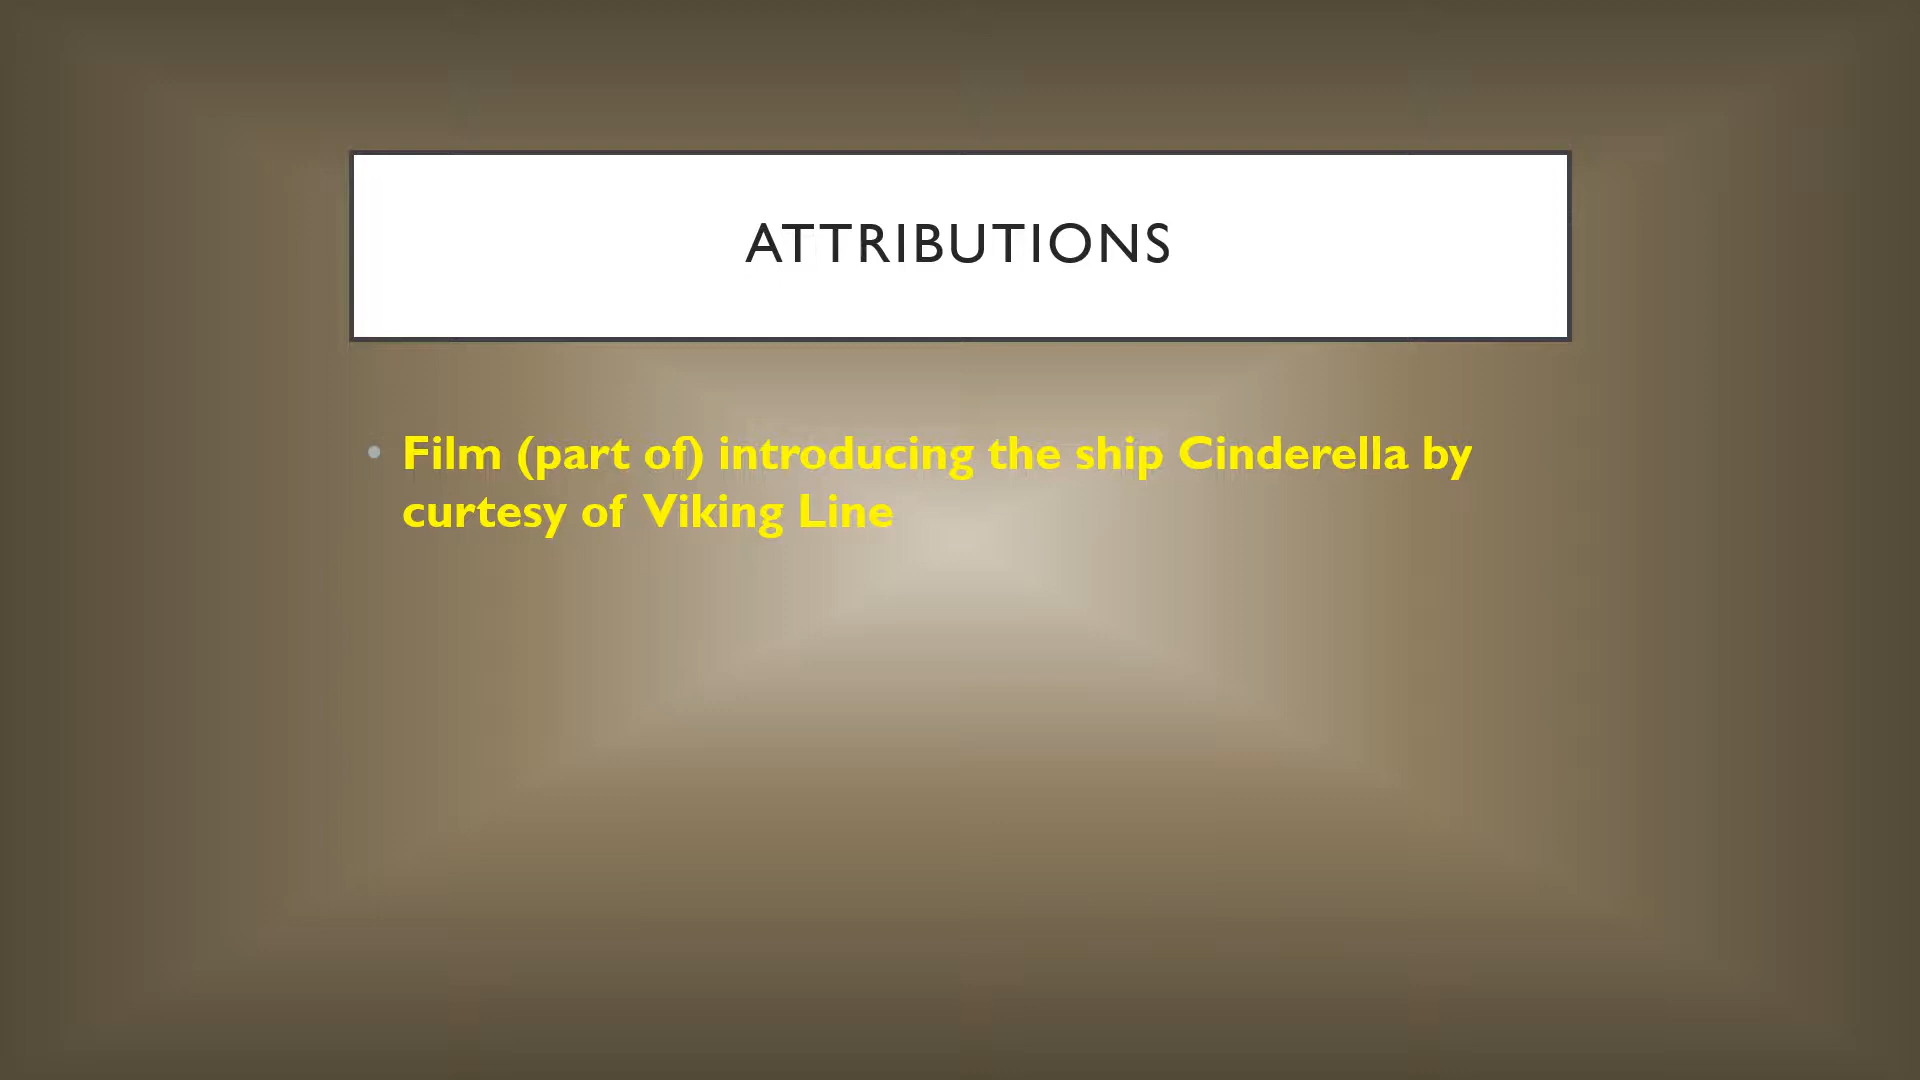 ATTRIBUTIONS
• Film (part of) introducing the ship Cinderella by
curtesy of Viking Line